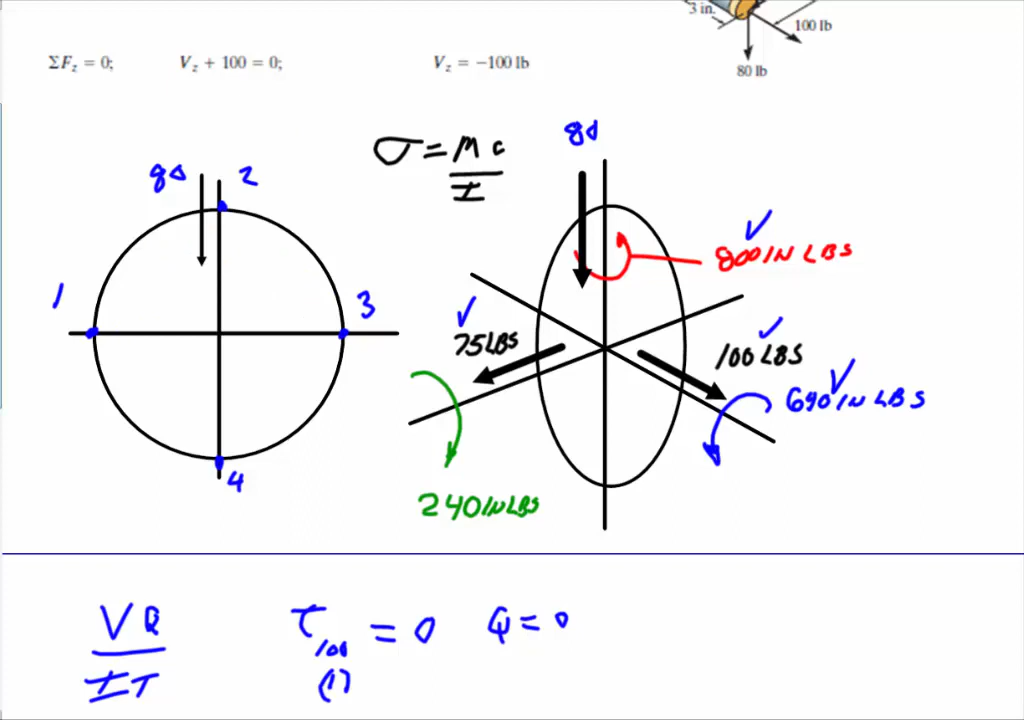 3 in.
100 lb
80 lb
ΣF_z = 0; V_z + 100 = 0; V_z = −100 lb
σ = Mc
I
80
80
2
800 IN LBS
1
3
75 LBS
100 LBS
640 IN LBS
4
240 IN LBS
VQ
IT
τ_100 = 0 Q = 0
(1)